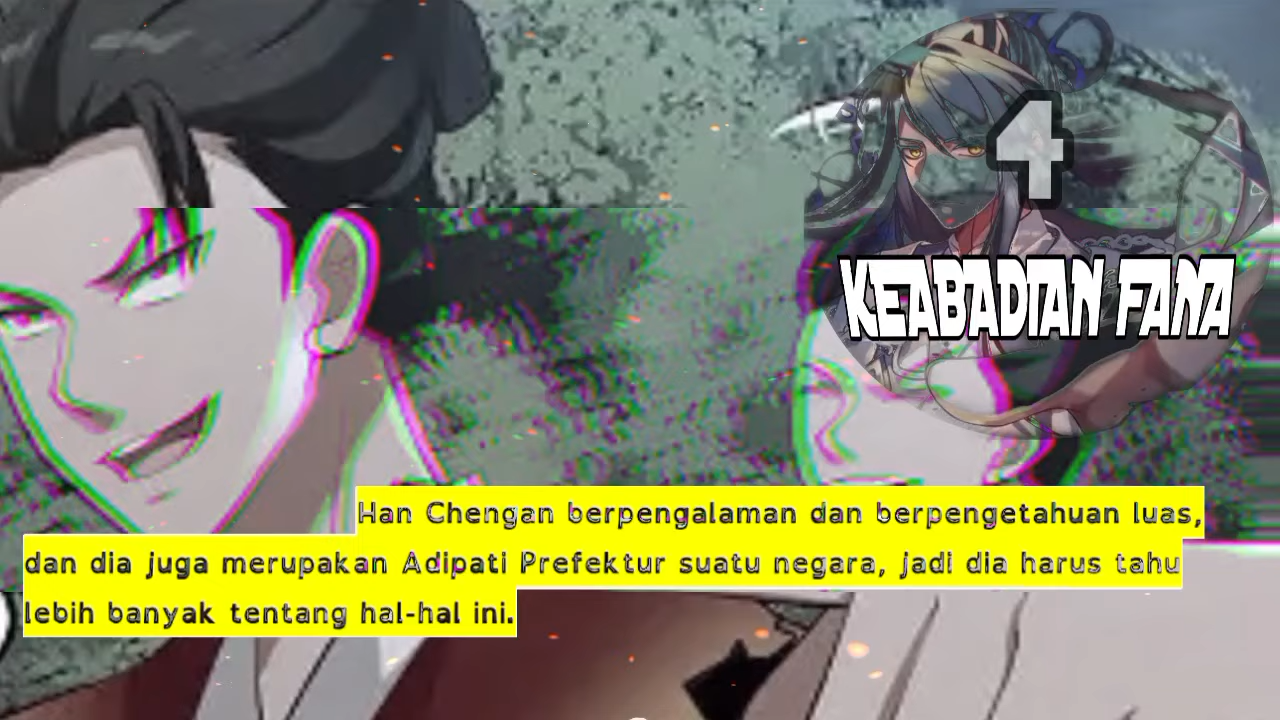 4
KEABADIAN FANA
Han Chengan berpengalaman dan berpengetahuan luas,
dan dia juga merupakan Adipati Prefektur suatu negara, jadi dia harus tahu
lebih banyak tentang hal-hal ini.